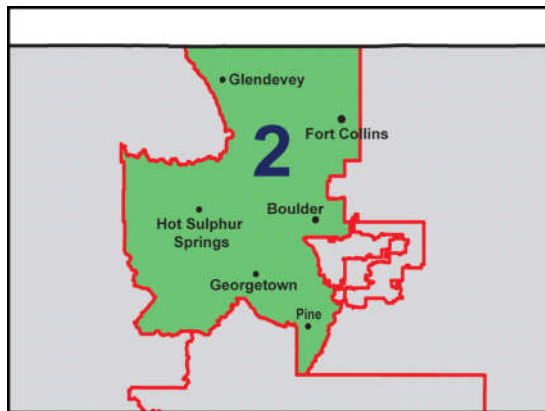 Glendevey
Fort Collins
2
Boulder
Hot Sulphur
Springs
Georgetown
Pine